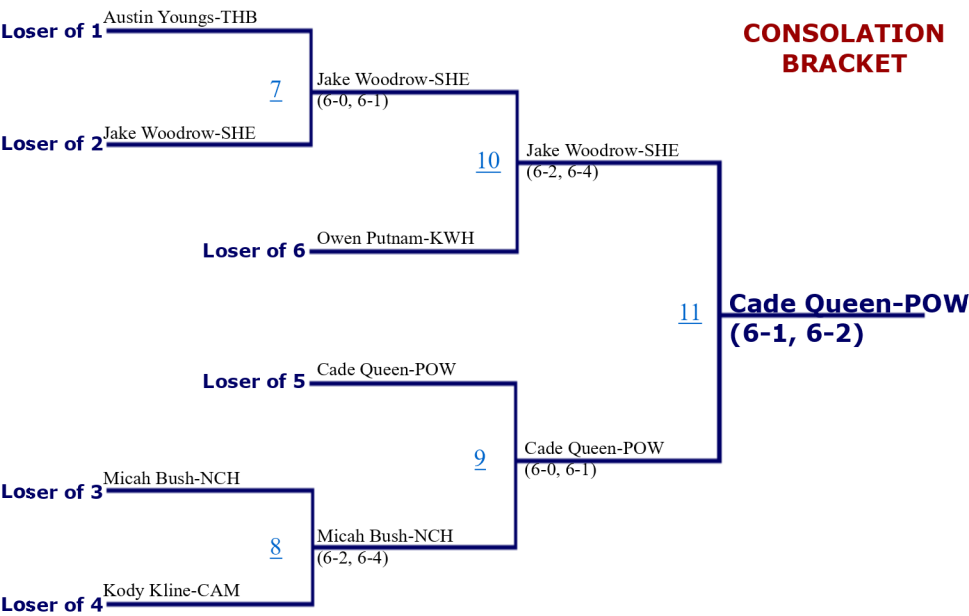 Austin Youngs-THB
Loser of 1
CONSOLATION
BRACKET
7
Jake Woodrow-SHE
(6-0, 6-1)
Jake Woodrow-SHE
Loser of 2
10
Jake Woodrow-SHE
(6-2, 6-4)
Owen Putnam-KWH
Loser of 6
11
Cade Queen-POW
(6-1, 6-2)
Cade Queen-POW
Loser of 5
9
Cade Queen-POW
(6-0, 6-1)
Micah Bush-NCH
Loser of 3
8
Micah Bush-NCH
(6-2, 6-4)
Kody Kline-CAM
Loser of 4